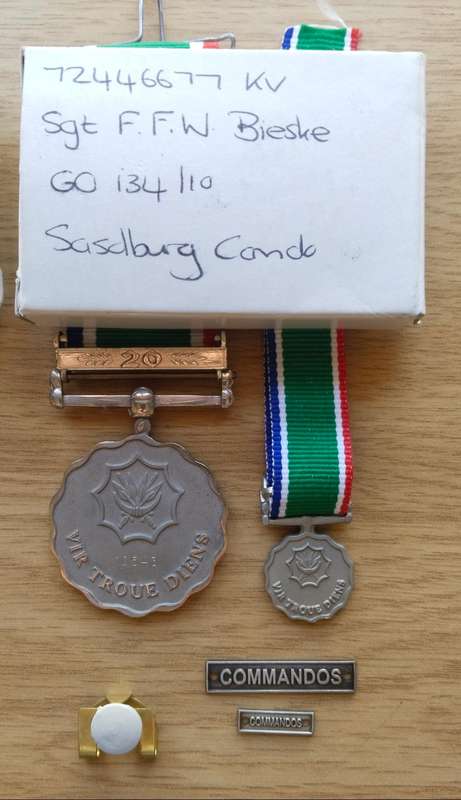 72446677 KV
Sgt F.F.W. Bieske
GO 134/10
Sasolburg Comdo
20
VIR TROUE DIENS
VIR TROUE DIENS
COMMANDOS
COMMANDOS